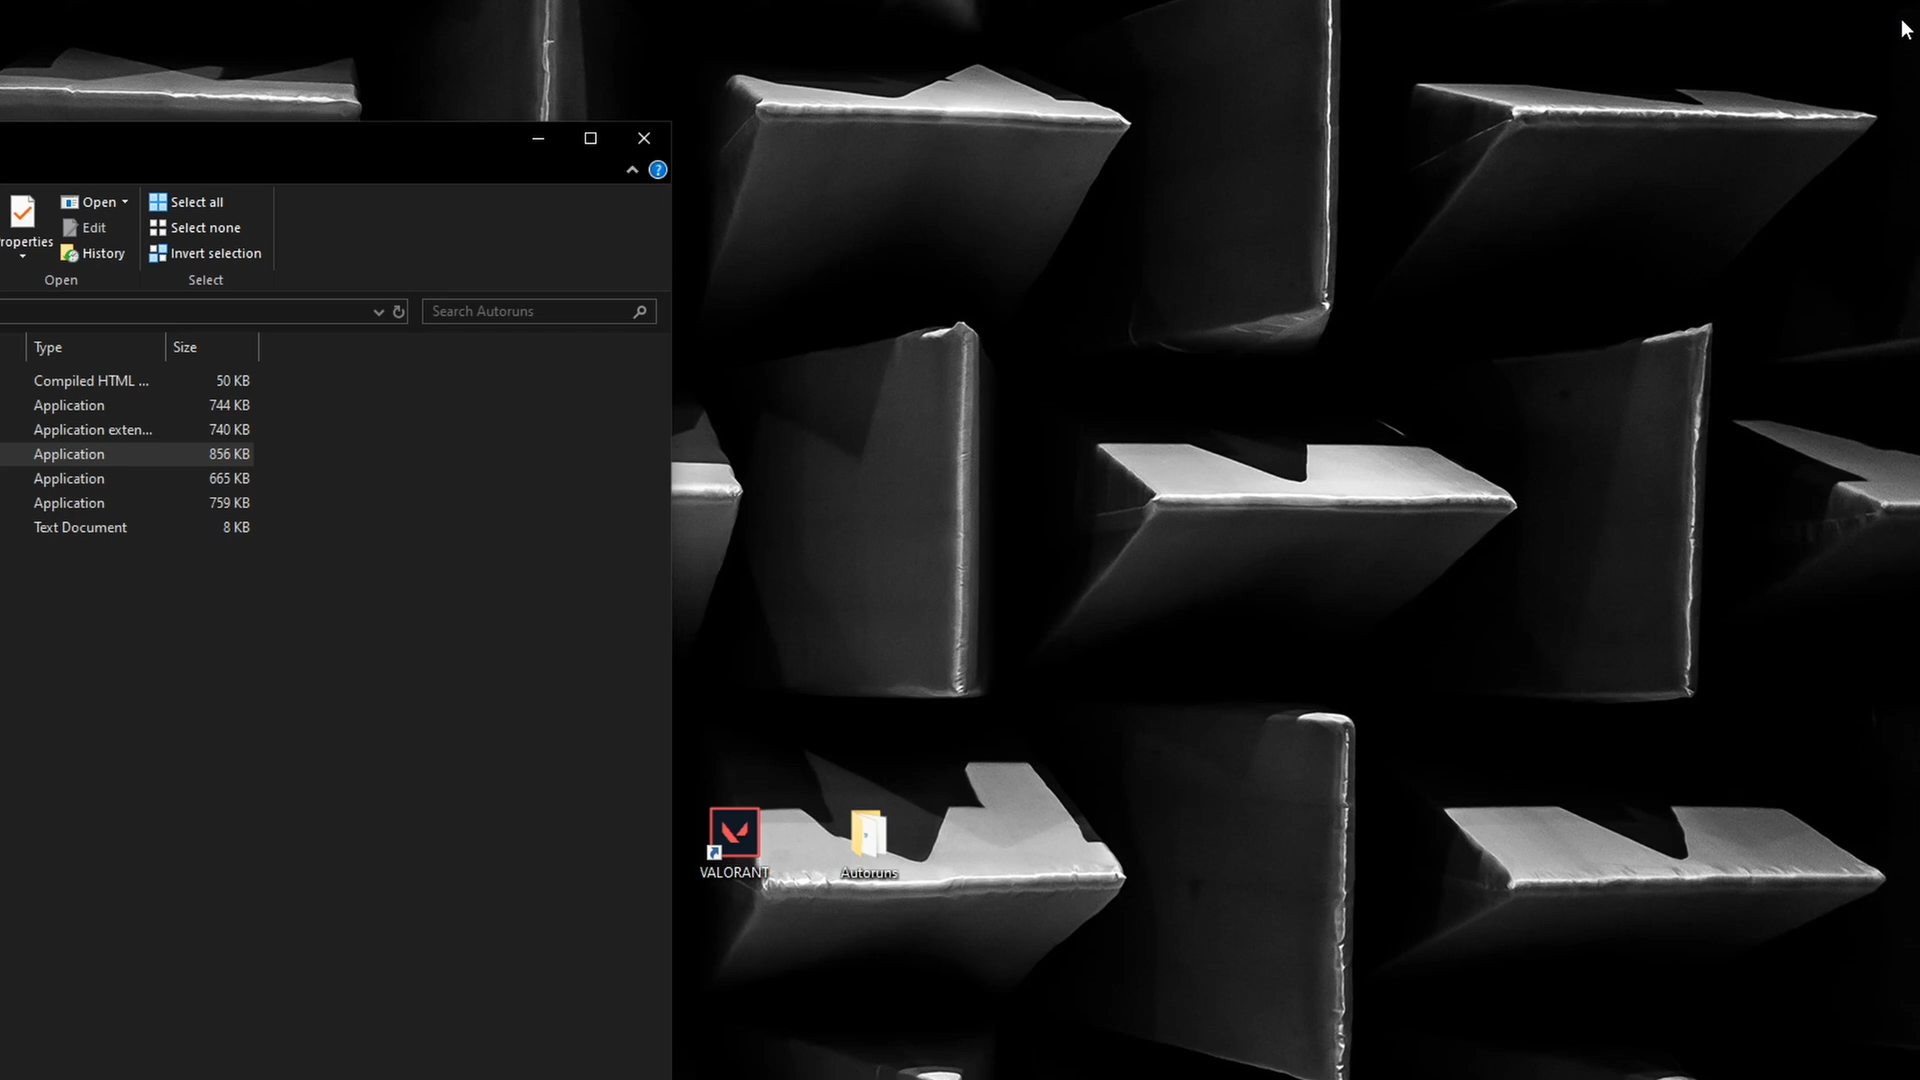 ?
Open
Select all
Edit
Select none
roperties
History
Invert selection
Open
Select
Search Autoruns
Type
Size
Compiled HTML ...
50 KB
Application
744 KB
Application exten...
740 KB
Application
856 KB
Application
665 KB
Application
759 KB
Text Document
8 KB
VALORANT
Autoruns